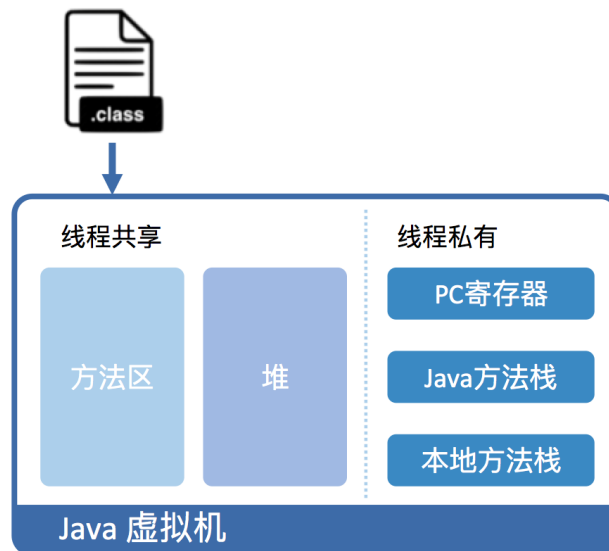 .class
线程共享
线程私有
方法区
堆
PC寄存器
Java方法栈
本地方法栈
Java 虚拟机